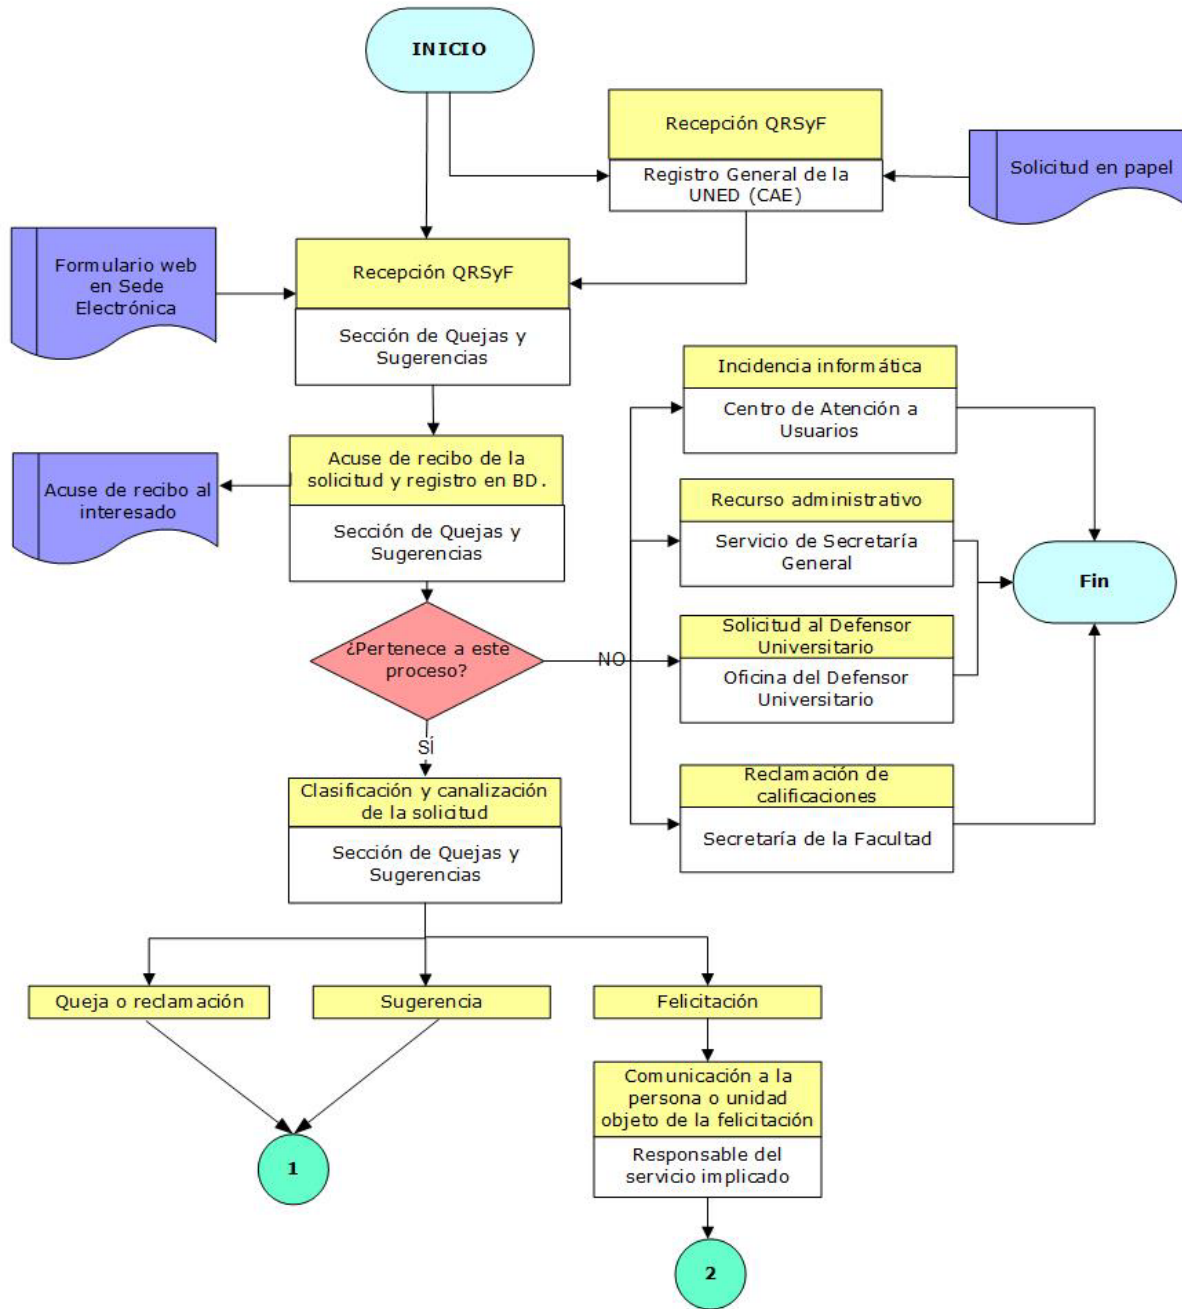 INICIO
Recepción QRSyF
Registro General de la
UNED (CAE)
Solicitud en papel
Formulario web
en Sede
Electrónica
Recepción QRSyF
Sección de Quejas y
Sugerencias
Incidencia informática
Centro de Atención a
Usuarios
Acuse de recibo de la
solicitud y registro en BD.
Sección de Quejas y
Sugerencias
Acuse de recibo al
interesado
Recurso administrativo
Servicio de Secretaría
General
Fin
¿Pertenece a este
proceso?
NO
Solicitud al Defensor
Universitario
Oficina del Defensor
Universitario
SÍ
Reclamación de
calificaciones
Secretaría de la Facultad
Clasificación y canalización
de la solicitud
Sección de Quejas y
Sugerencias
Queja o reclamación
Sugerencia
Felicitación
Comunicación a la
persona o unidad
objeto de la felicitación
Responsable del
servicio implicado
1
2